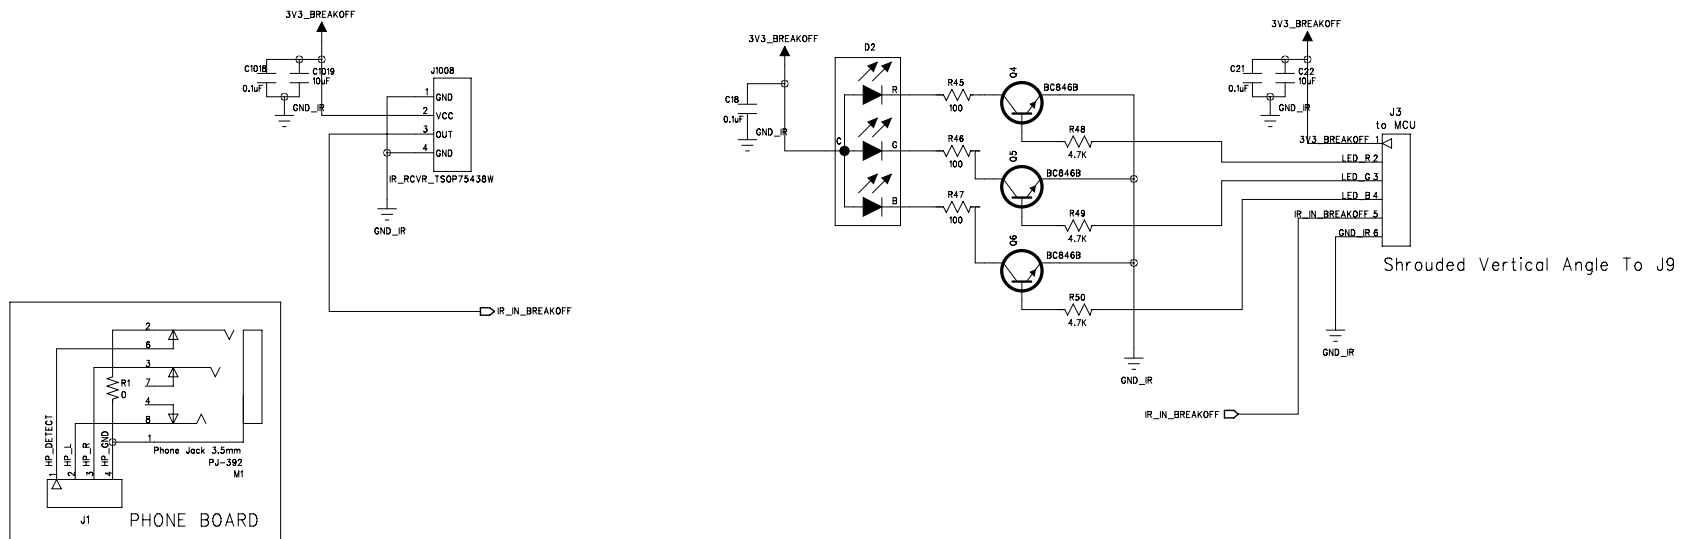 3V3_BREAKOFF
C1018
0.1uF
C1019
10uF
GND_IR
J1008
1 GND
2 VCC
3 OUT
4 GND
IR_RCVR_TSOP75438W
GND_IR
IR_IN_BREAKOFF
3V3_BREAKOFF
C18
0.1uF
GND_IR
D2
C
R
G
B
R45
100
R46
100
R47
100
Q4
BC846B
R48
4.7K
Q5
BC846B
R49
4.7K
Q6
BC846B
R50
4.7K
GND_IR
3V3_BREAKOFF
C21
0.1uF
C22
10uF
GND_IR
J3
to MCU
3V3_BREAKOFF 1
LED_R 2
LED_G 3
LED_B 4
IR_IN_BREAKOFF 5
GND_IR 6
Shrouded Vertical Angle To J9
GND_IR
IR_IN_BREAKOFF
2
6
3
7
4
8
1
R1
0
HP_DETECT
HP_L
HP_R
HP_GND
1
2
3
4
Phone Jack 3.5mm
PJ-392
M1
J1
PHONE BOARD